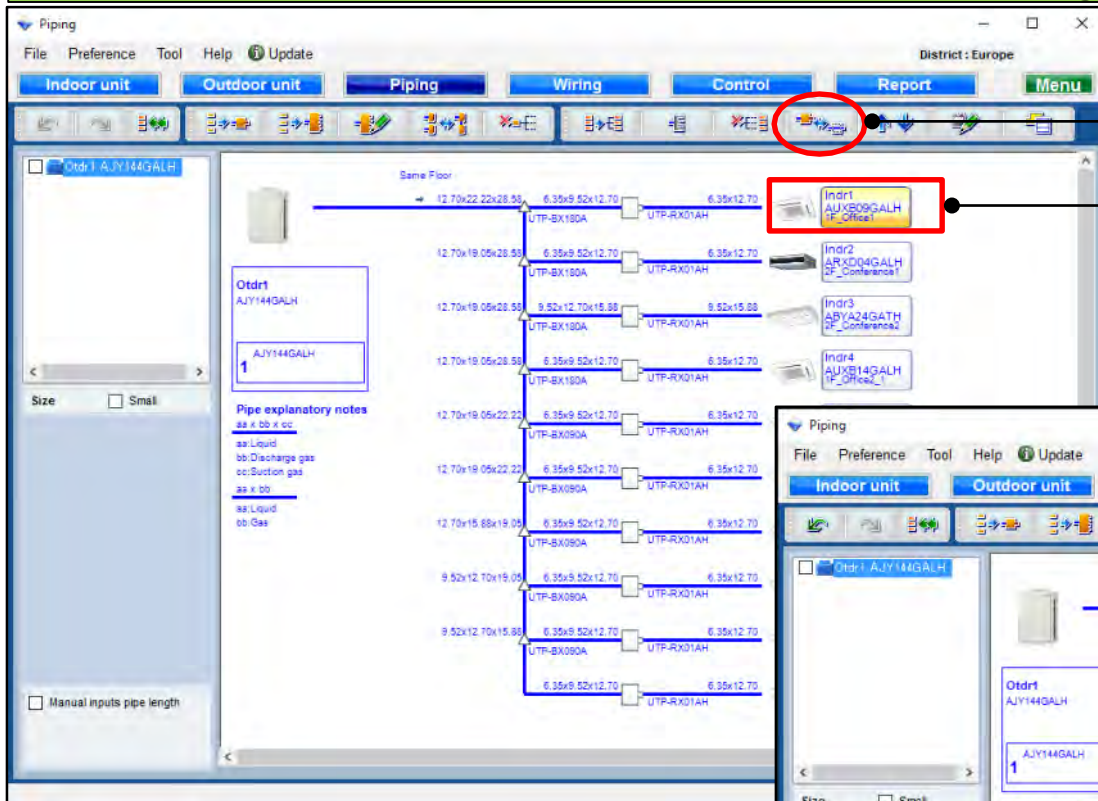 Piping
File Preference Tool Help Update
District : Europe
Indoor unit Outdoor unit Piping Wiring Control Report Menu
Otdr1 AJY144GALH
Same Floor
12.70x22.22x28.58 6.35x9.52x12.70 6.35x12.70
UTP-BX180A UTP-RX01AH
Indr1
AUXB09GALH
1F_Office1
12.70x19.05x28.58 6.35x9.52x12.70 6.35x12.70
UTP-BX180A UTP-RX01AH
Indr2
ARXD04GALH
2F_Conference1
Otdr1
AJY144GALH
12.70x19.05x28.58 9.52x12.70x15.88 9.52x15.88
UTP-BX180A UTP-RX01AH
Indr3
ABYA24GATH
2F_Conference2
AJY144GALH
1
12.70x19.05x28.58 6.35x9.52x12.70 6.35x12.70
UTP-BX180A UTP-RX01AH
Indr4
AUXB14GALH
1F_Office2_1
Size Small
Pipe explanatory notes
aa x bb x cc
aa:Liquid
bb:Discharge gas
cc:Suction gas
aa x bb
aa:Liquid
bb:Gas
12.70x19.05x22.22 6.35x9.52x12.70 6.35x12.70
UTP-BX090A UTP-RX01AH
12.70x19.05x22.22 6.35x9.52x12.70 6.35x12.70
UTP-BX090A UTP-RX01AH
12.70x15.88x19.05 6.35x9.52x12.70 6.35x12.70
UTP-BX090A UTP-RX01AH
9.52x12.70x19.05 6.35x9.52x12.70 6.35x12.70
UTP-BX090A UTP-RX01AH
9.52x12.70x15.88 6.35x9.52x12.70 6.35x12.70
UTP-BX090A UTP-RX01AH
6.35x9.52x12.70 6.35x12.70
UTP-RX01AH
Manual inputs pipe length
Piping
File Preference Tool Help Update
Indoor unit Outdoor unit
Otdr1 AJY144GALH
Otdr1
AJY144GALH
AJY144GALH
1
Size Small